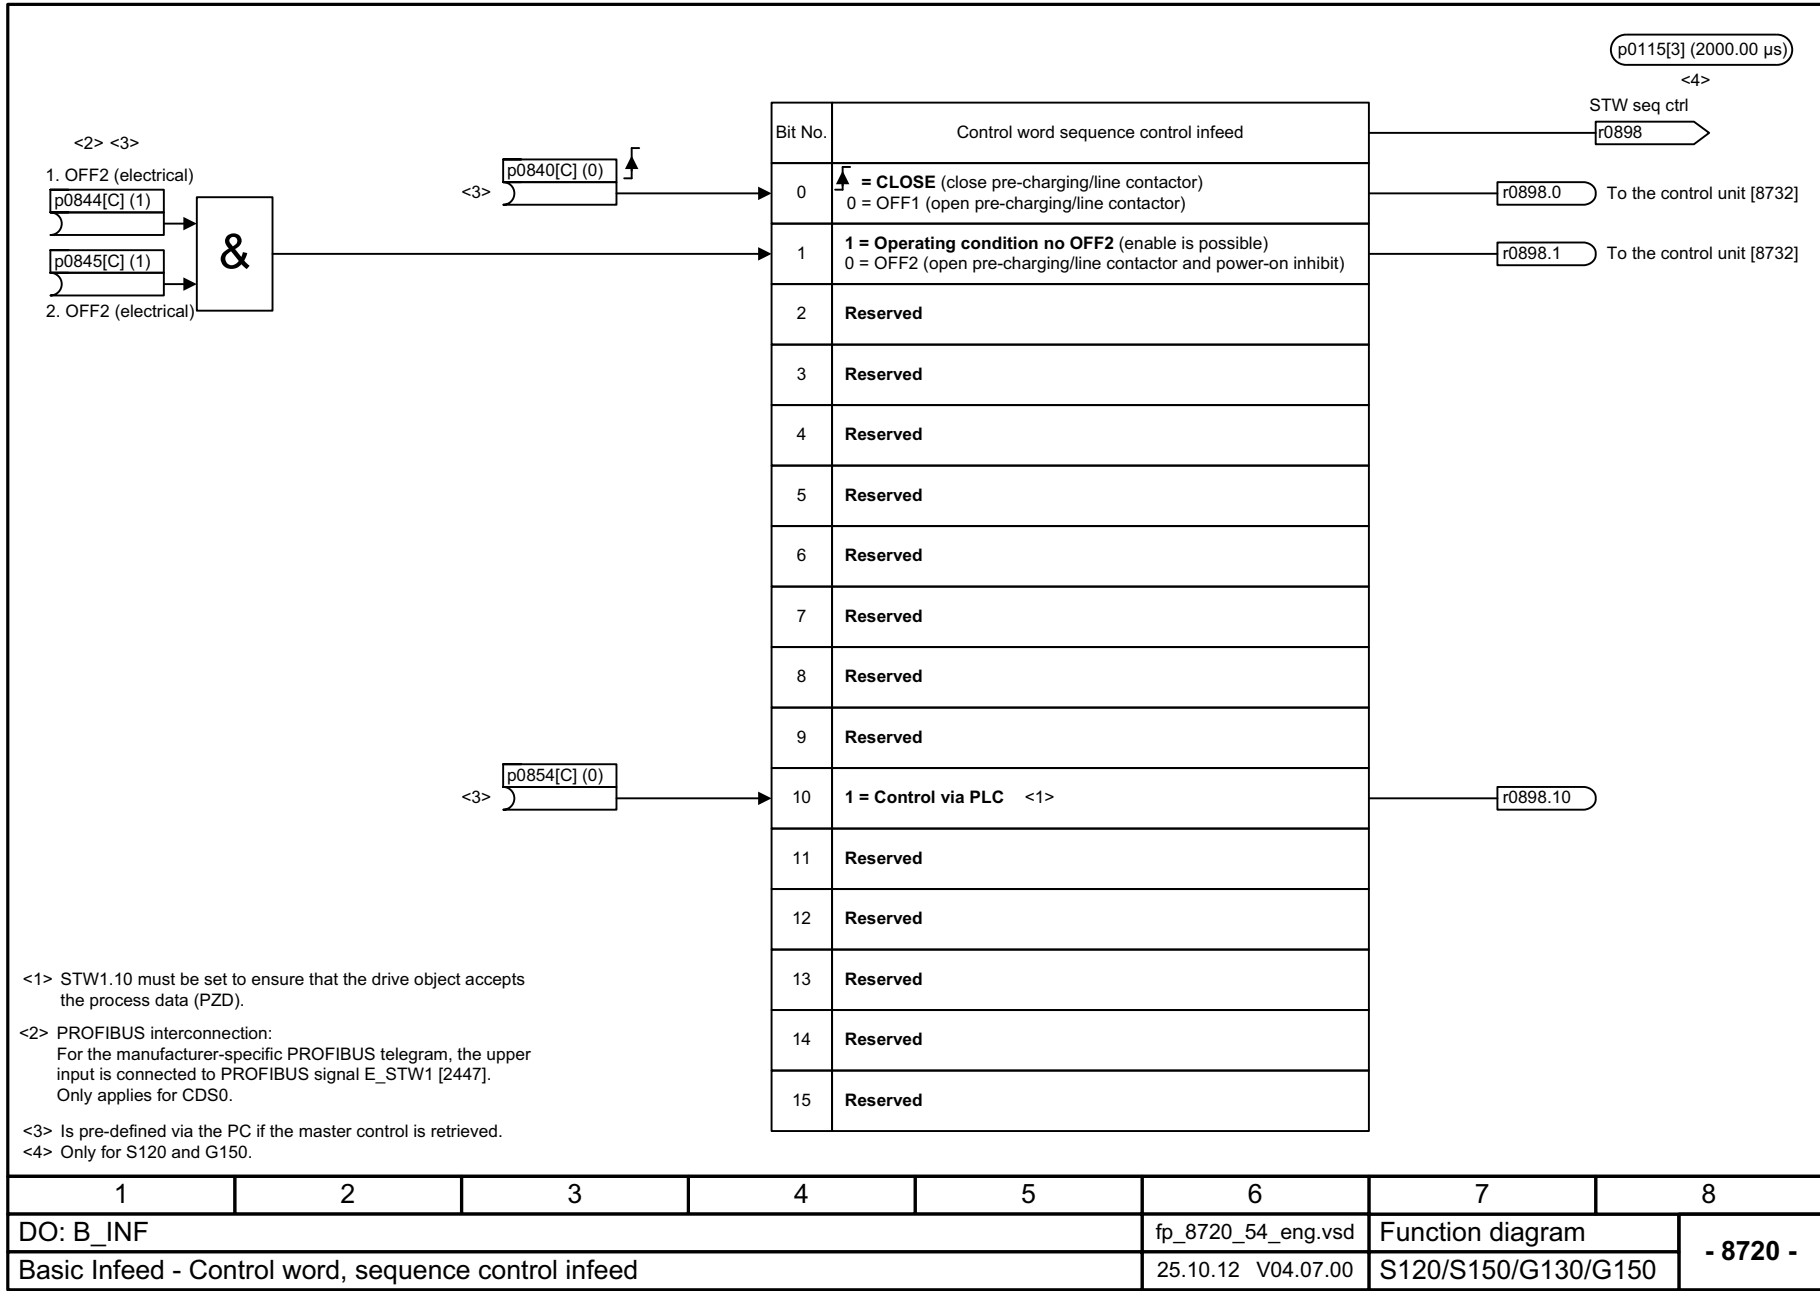 p0115[3] (2000.00 µs)
<4>
STW seq ctrl
r0898
<2> <3>
1. OFF2 (electrical)
p0844[C] (1)
p0845[C] (1)
2. OFF2 (electrical)
&
p0840[C] (0)
<3>
Bit No.
Control word sequence control infeed
0
= CLOSE (close pre-charging/line contactor)
0 = OFF1 (open pre-charging/line contactor)
r0898.0
To the control unit [8732]
1
1 = Operating condition no OFF2 (enable is possible)
0 = OFF2 (open pre-charging/line contactor and power-on inhibit)
r0898.1
To the control unit [8732]
2 Reserved
3 Reserved
4 Reserved
5 Reserved
6 Reserved
7 Reserved
8 Reserved
9 Reserved
p0854[C] (0)
<3>
10 1 = Control via PLC <1>
r0898.10
11 Reserved
12 Reserved
13 Reserved
14 Reserved
15 Reserved
<1> STW1.10 must be set to ensure that the drive object accepts
the process data (PZD).
<2> PROFIBUS interconnection:
For the manufacturer-specific PROFIBUS telegram, the upper
input is connected to PROFIBUS signal E_STW1 [2447].
Only applies for CDS0.
<3> Is pre-defined via the PC if the master control is retrieved.
<4> Only for S120 and G150.
1 2 3 4 5 6 7 8
DO: B_INF
fp_8720_54_eng.vsd
Function diagram
- 8720 -
Basic Infeed - Control word, sequence control infeed
25.10.12 V04.07.00
S120/S150/G130/G150